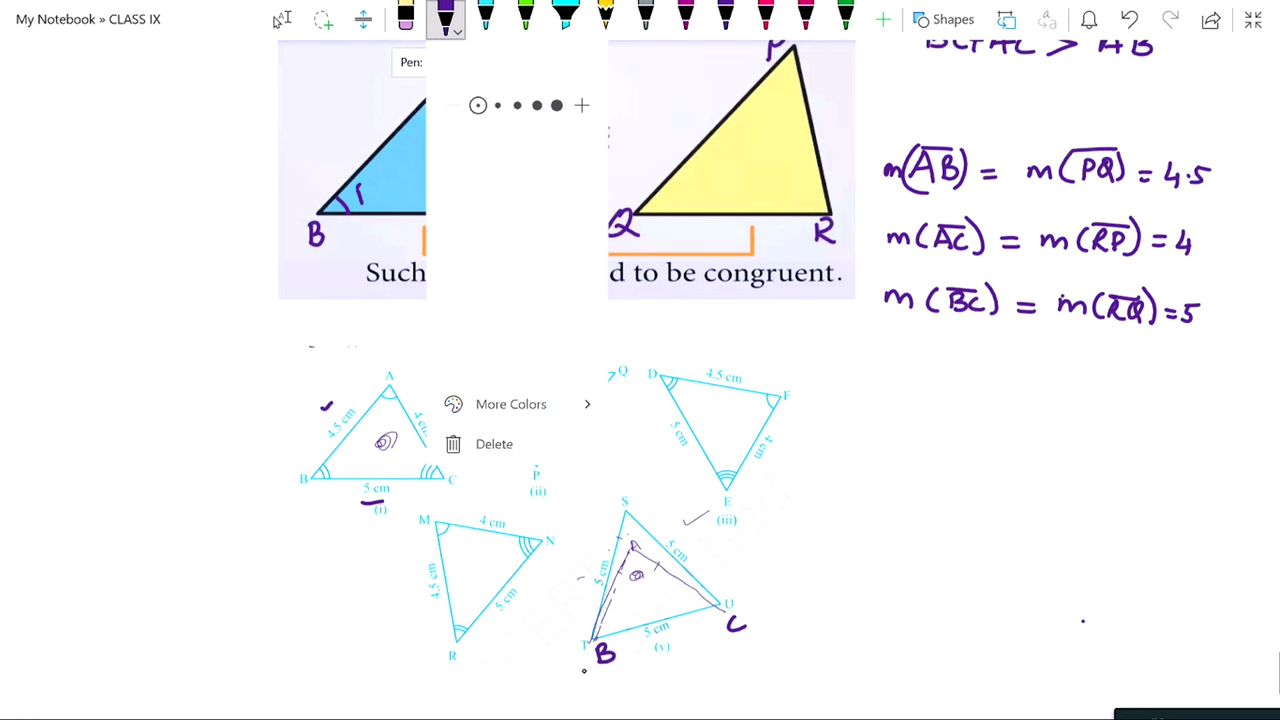 My Notebook » CLASS IX
Shapes
Pen:
BC+AC > AB
P
B
Q
R
Such
d to be congruent.
m(AB) = m(PQ) = 4.5
m(AC) = m(RP) = 4
m(BC) = m(RQ) = 5
More Colors
Delete
A
4.5 cm
B
5 cm
C
(i)
Q
P
(ii)
D
4.5 cm
F
5 cm
4 cm
E
(iii)
M
4 cm
N
4.5 cm
5 cm
R
S
A
5 cm
5 cm
U
C
T
B
5 cm
(v)